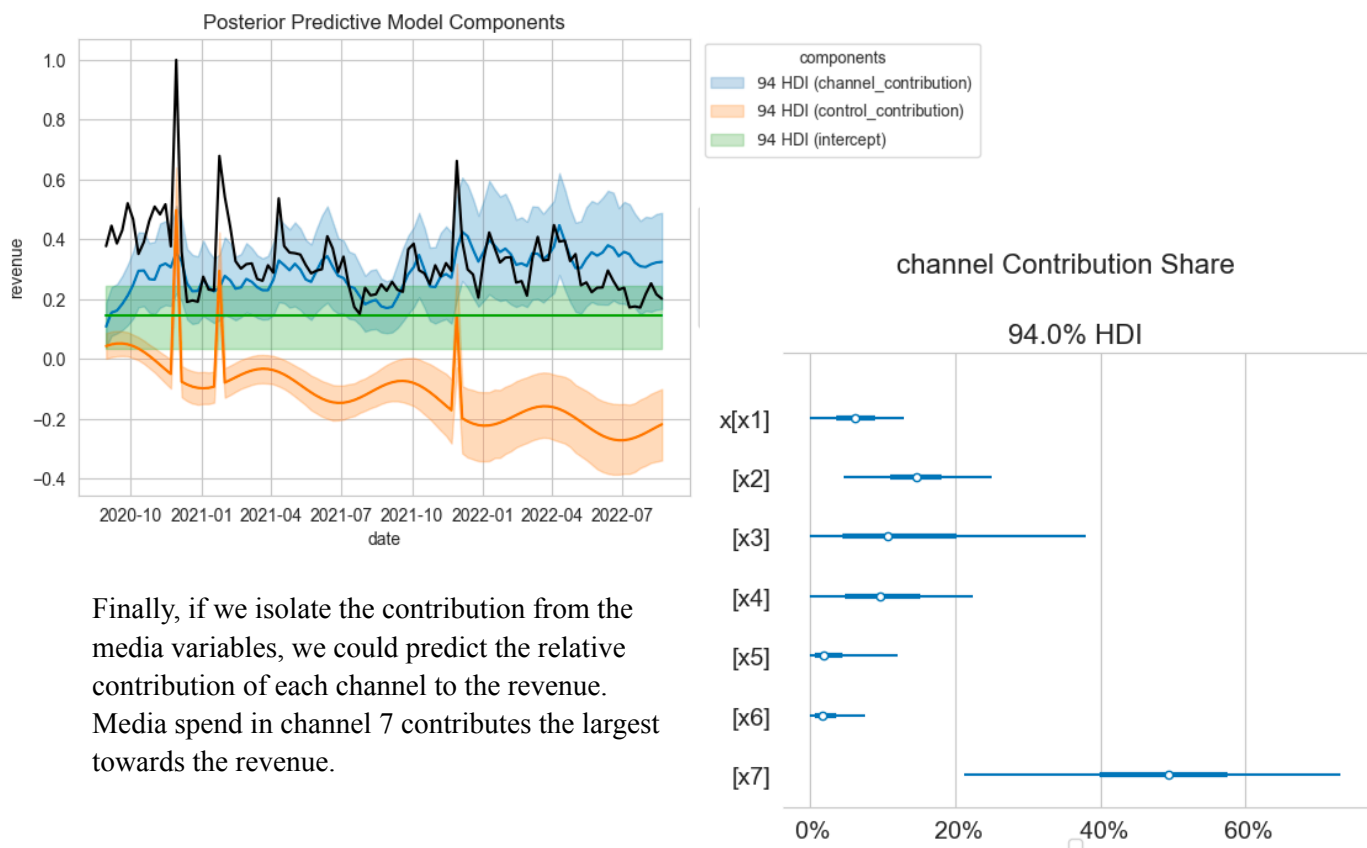 Posterior Predictive Model Components
1.0
0.8
0.6
0.4
0.2
0.0
−0.2
−0.4
revenue
2020-10 2021-01 2021-04 2021-07 2021-10 2022-01 2022-04 2022-07
date
components
94 HDI (channel_contribution)
94 HDI (control_contribution)
94 HDI (intercept)
Finally, if we isolate the contribution from the
media variables, we could predict the relative
contribution of each channel to the revenue.
Media spend in channel 7 contributes the largest
towards the revenue.
channel Contribution Share
94.0% HDI
x[x1]
[x2]
[x3]
[x4]
[x5]
[x6]
[x7]
0% 20% 40% 60%